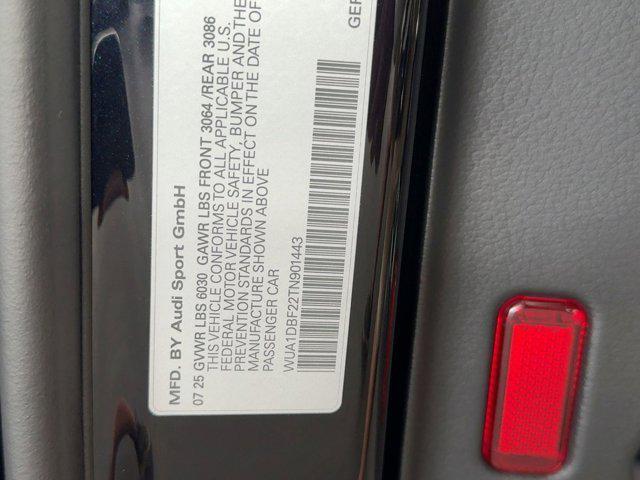 MFD. BY Audi Sport GmbH
07 25 GVWR LBS 6030 GAWR LBS FRONT 3064 /REAR 3086
THIS VEHICLE CONFORMS TO ALL APPLICABLE U.S.
FEDERAL MOTOR VEHICLE SAFETY, BUMPER AND THE
PREVENTION STANDARDS IN EFFECT ON THE DATE OF
MANUFACTURE SHOWN ABOVE
PASSENGER CAR
WUA1DBF22TN901443
GER